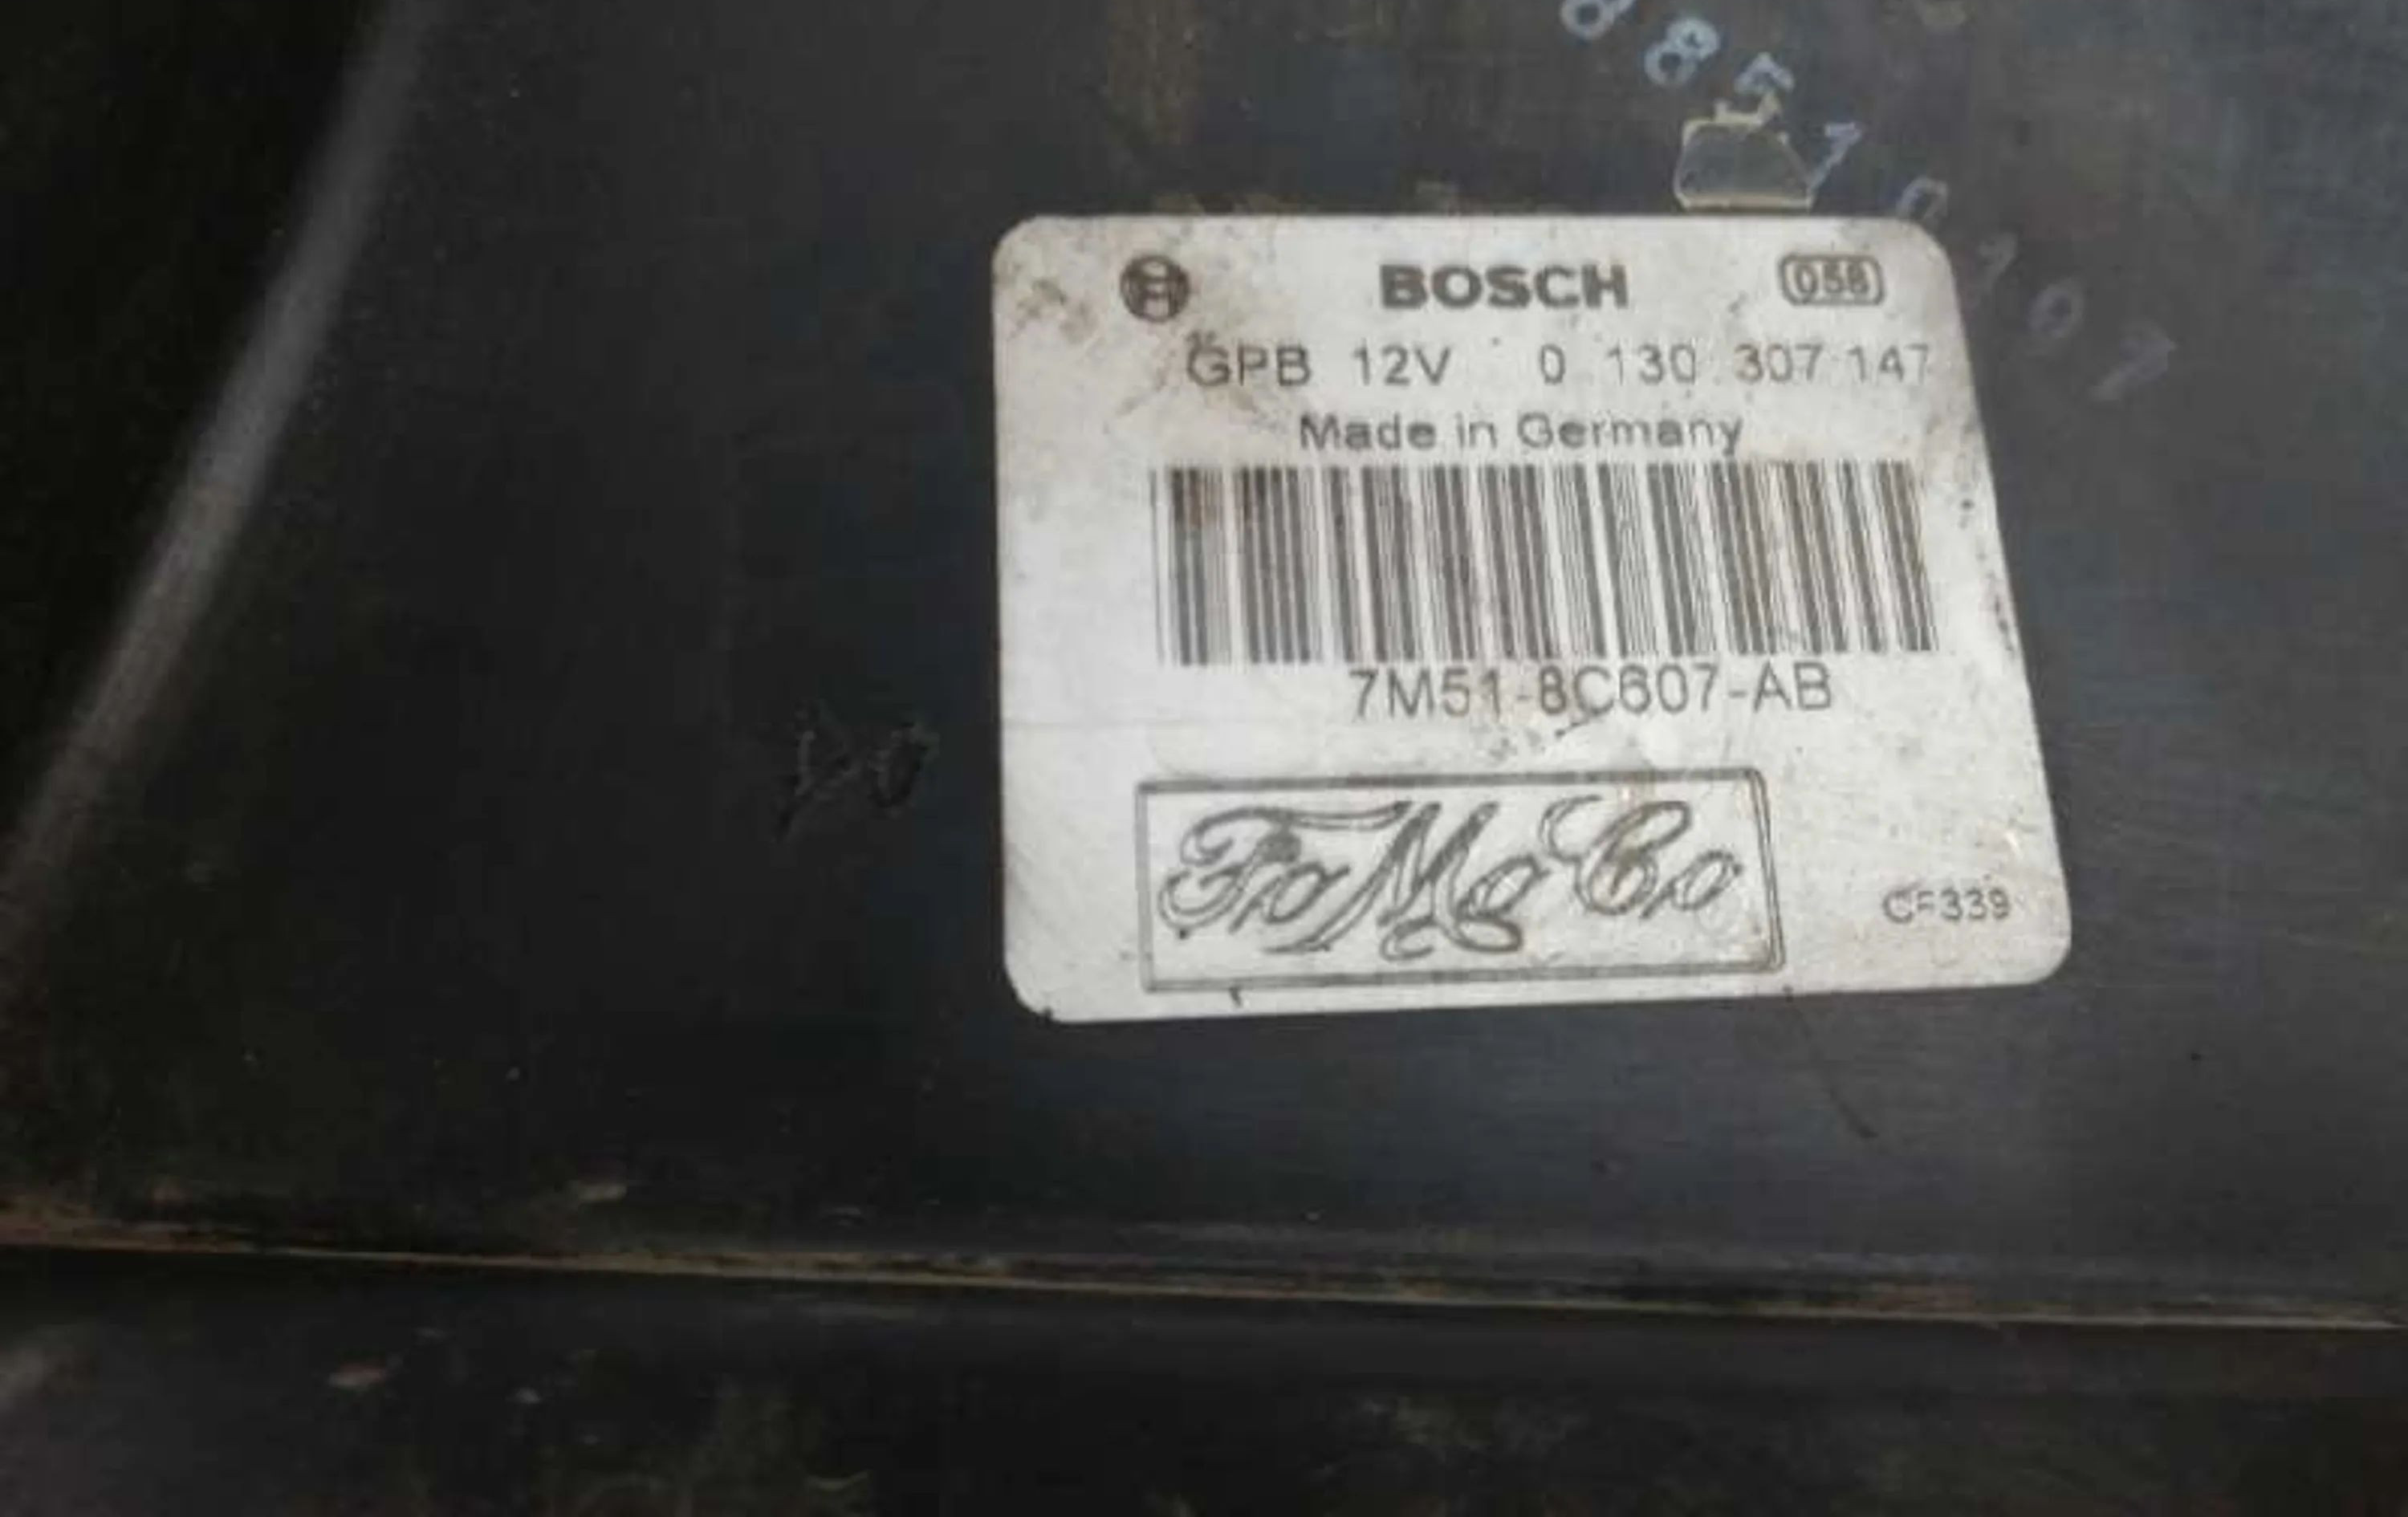 BOSCH 058
GPB 12V 0 130 307 147
Made in Germany
7M51-8C607-AB
FoMoCo
CF339